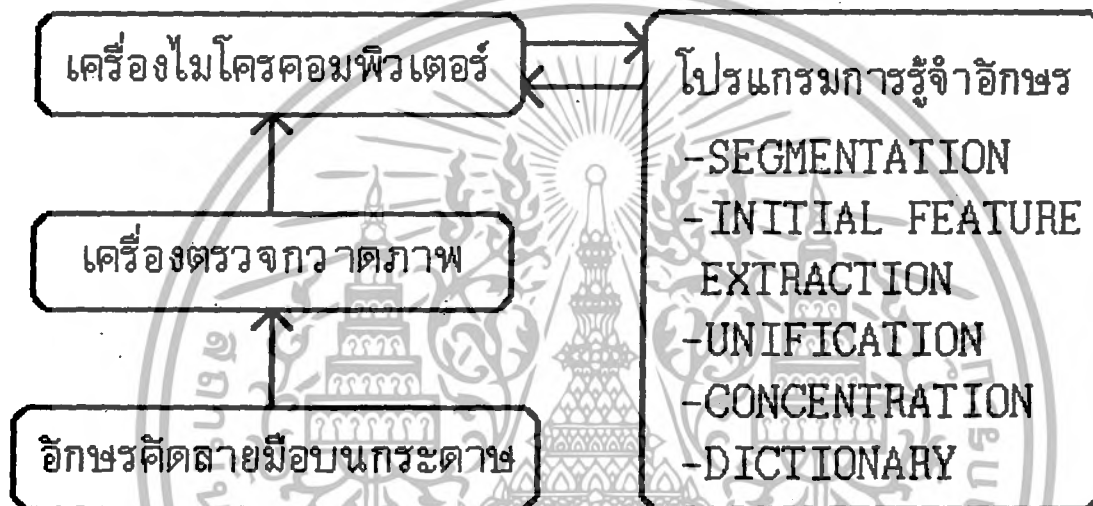 เครื่องไมโครคอมพิวเตอร์
เครื่องตรวจกวาดภาพ
อักษรคัดลายมือบนกระดาษ
โปรแกรมการรู้จำอักษร
-SEGMENTATION
-INITIAL FEATURE
EXTRACTION
-UNIFICATION
-CONCENTRATION
-DICTIONARY